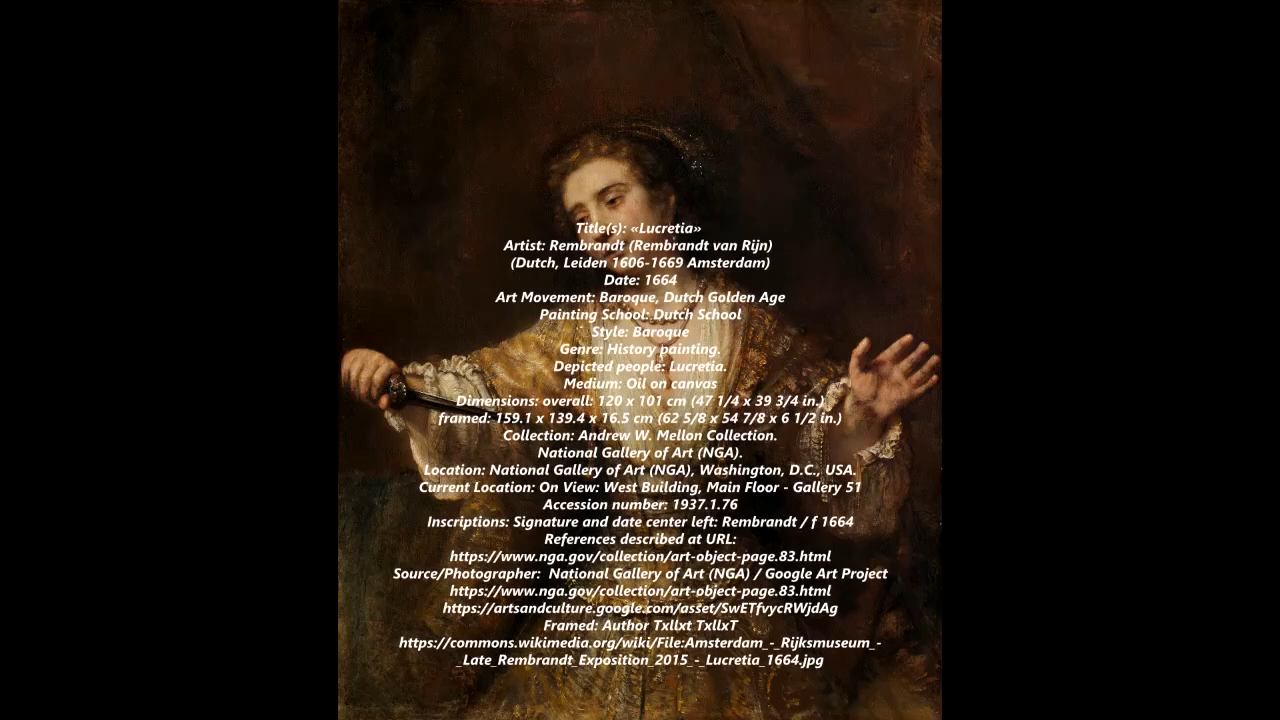 Title(s): «Lucretia»
Artist: Rembrandt (Rembrandt van Rijn)
(Dutch, Leiden 1606-1669 Amsterdam)
Date: 1664
Art Movement: Baroque, Dutch Golden Age
Painting School: Dutch School
Style: Baroque
Genre: History painting.
Depicted people: Lucretia.
Medium: Oil on canvas
Dimensions: overall: 120 x 101 cm (47 1/4 x 39 3/4 in.)
framed: 159.1 x 139.4 x 16.5 cm (62 5/8 x 54 7/8 x 6 1/2 in.)
Collection: Andrew W. Mellon Collection.
National Gallery of Art (NGA).
Location: National Gallery of Art (NGA), Washington, D.C., USA.
Current Location: On View: West Building, Main Floor - Gallery 51
Accession number: 1937.1.76
Inscriptions: Signature and date center left: Rembrandt / f 1664
References described at URL:
https://www.nga.gov/collection/art-object-page.83.html
Source/Photographer:  National Gallery of Art (NGA) / Google Art Project
https://www.nga.gov/collection/art-object-page.83.html
https://artsandculture.google.com/asset/SwETfvycRWjdAg
Framed: Author Txllxt TxllxT
https://commons.wikimedia.org/wiki/File:Amsterdam_-_Rijksmuseum_-
_Late_Rembrandt_Exposition_2015_-_Lucretia_1664.jpg